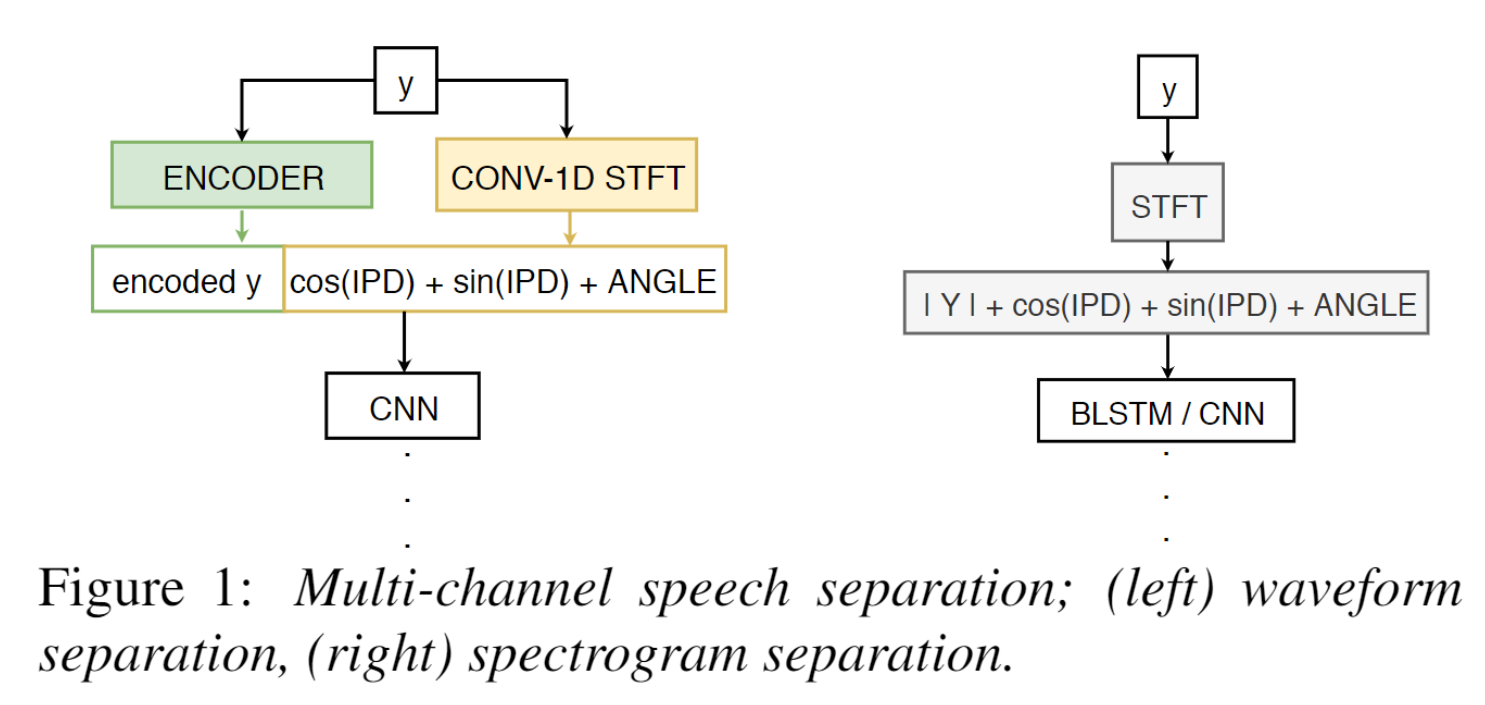 y
ENCODER
CONV-1D STFT
encoded y
cos(IPD) + sin(IPD) + ANGLE
CNN
.
.
.
y
STFT
| Y | + cos(IPD) + sin(IPD) + ANGLE
BLSTM / CNN
.
.
.
Figure 1: Multi-channel speech separation; (left) waveform
separation, (right) spectrogram separation.